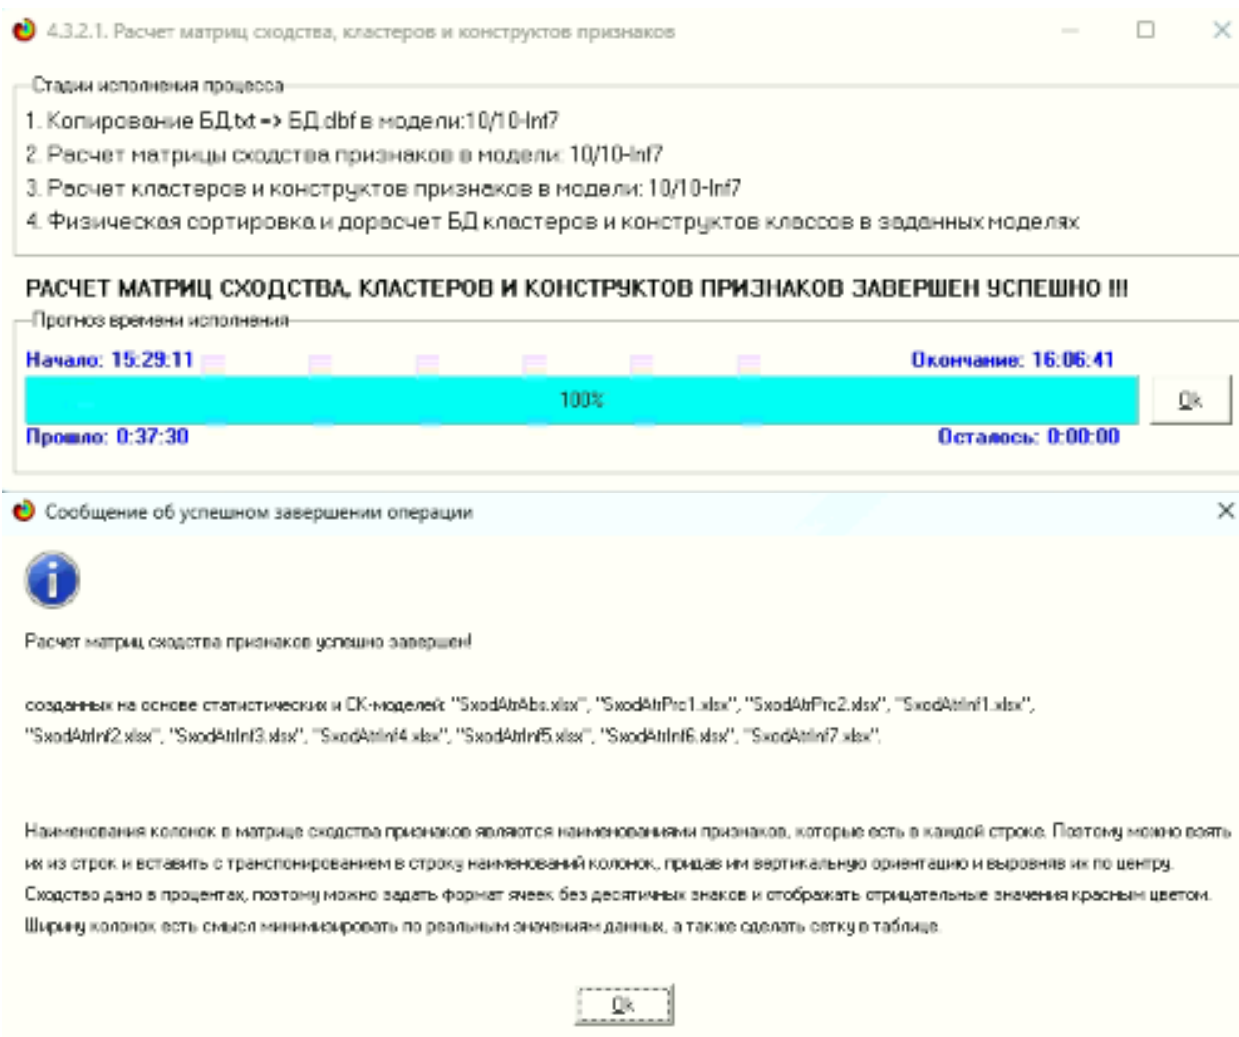 4.3.2.1. Расчет матриц сходства, кластеров и конструктов признаков
Стадии исполнения процесса
1. Копирование БД.txt => БД.dbf в модели:10/10-Inf7
2. Расчет матрицы сходства признаков в модели: 10/10-Inf7
3. Расчет кластеров и конструктов признаков в модели: 10/10-Inf7
4. Физическая сортировка и дорасчет БД кластеров и конструктов классов в заданных моделях
РАСЧЕТ МАТРИЦ СХОДСТВА, КЛАСТЕРОВ И КОНСТРУКТОВ ПРИЗНАКОВ ЗАВЕРШЕН УСПЕШНО !!!
Прогноз времени исполнения
Начало: 15:29:11 Окончание: 16:06:41
100% Ok
Прошло: 0:37:30 Осталось: 0:00:00
Сообщение об успешном завершении операции
Расчет матриц сходства признаков успешно завершен!
созданных на основе статистических и СК-моделей: "SxodAtrAbs.xlsx", "SxodAtrPrc1.xlsx", "SxodAtrPrc2.xlsx", "SxodAtrInf1.xlsx",
"SxodAtrInf2.xlsx", "SxodAtrInf3.xlsx", "SxodAtrInf4.xlsx", "SxodAtrInf5.xlsx", "SxodAtrInf6.xlsx", "SxodAtrInf7.xlsx".
Наименования колонок в матрице сходства признаков являются наименованиями признаков, которые есть в каждой строке. Поэтому можно взять
их из строк и вставить с транспонированием в строку наименований колонок, придав им вертикальную ориентацию и выровняв их по центру.
Сходство дано в процентах, поэтому можно задать формат ячеек без десятичных знаков и отображать отрицательные значения красным цветом.
Ширину колонок есть смысл минимизировать по реальным значениям данных, а также сделать сетку в таблице.
Ok